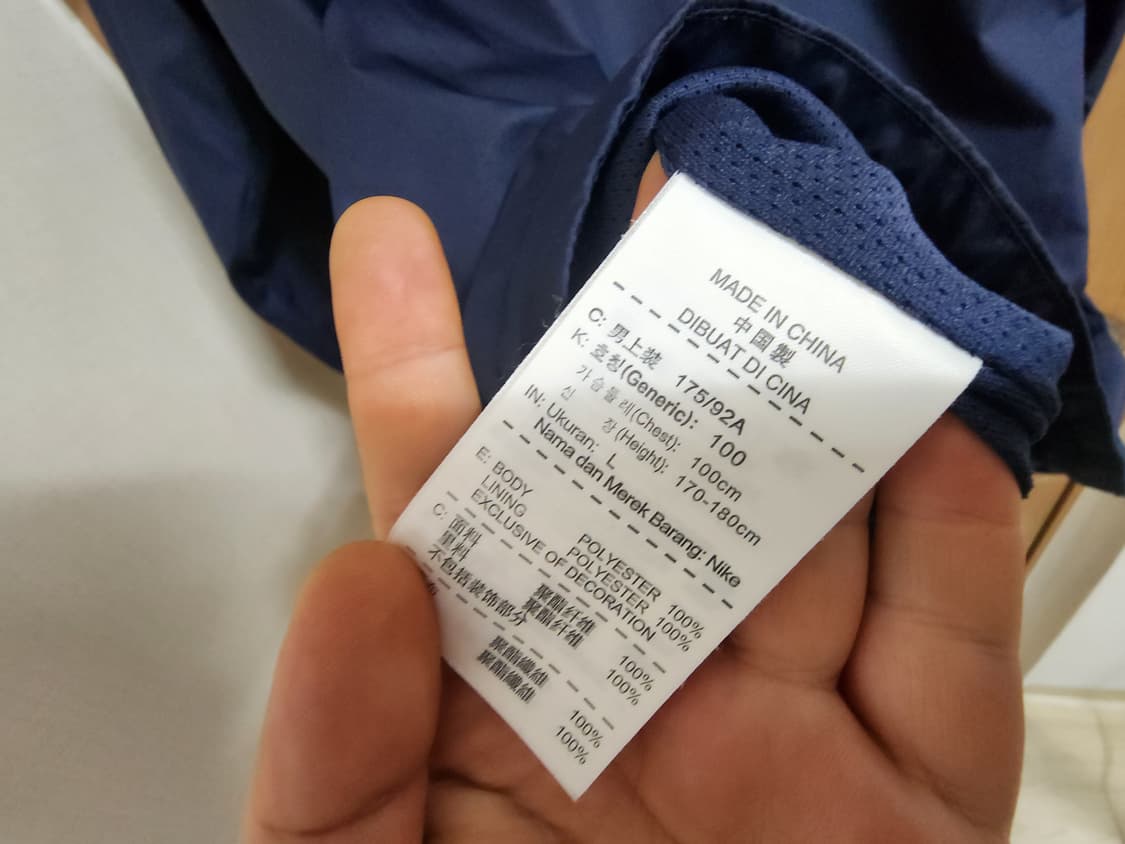 MADE IN CHINA
中国製
DIBUAT DI CINA
C: 男上装 175/92A
K: 호칭(Generic): 100
가슴둘레(Chest): 100cm
신 장 (Height): 170-180cm
IN: Ukuran: L
Nama dan Merek Barang: Nike
E: BODY POLYESTER 100%
LINING POLYESTER 100%
EXCLUSIVE OF DECORATION
C: 面料 聚酯纤维 100%
里料 聚酯纤维 100%
不包括装饰部分
聚酯纖維 100%
聚酯纖維 100%